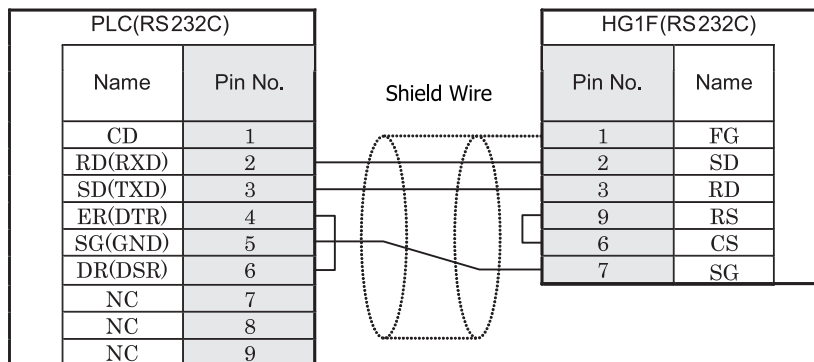 PLC(RS232C) HG1F(RS232C)
Name Pin No. Shield Wire Pin No. Name
CD 1 1 FG
RD(RXD) 2 2 SD
SD(TXD) 3 3 RD
ER(DTR) 4 9 RS
SG(GND) 5 6 CS
DR(DSR) 6 7 SG
NC 7
NC 8
NC 9